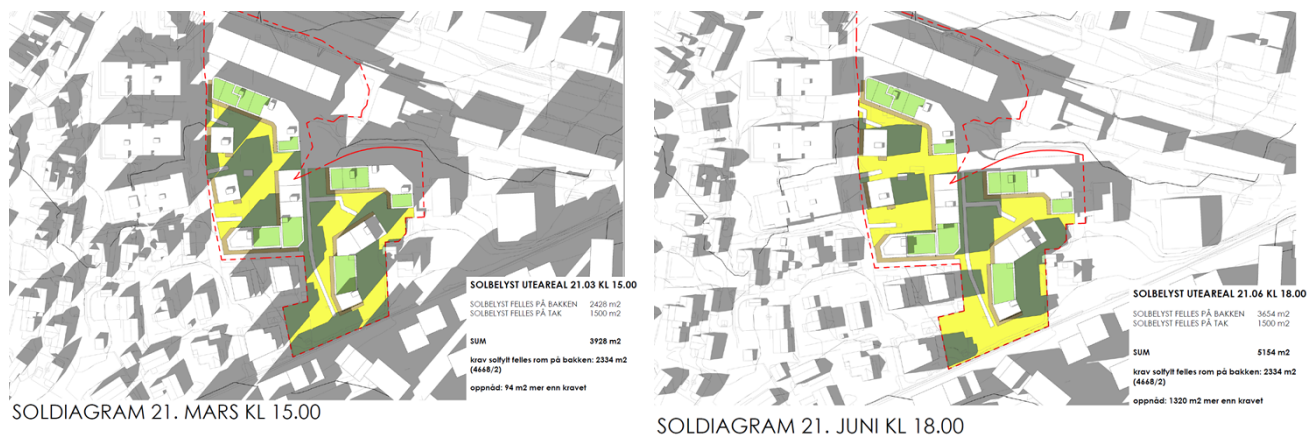 SOLBELYST UTEAREAL 21.03 KL 15.00
SOLBELYST FELLES PÅ BAKKEN 2428 m2
SOLBELYST FELLES PÅ TAK 1500 m2
SUM 3928 m2
krav solfylt felles rom på bakken: 2334 m2
(4668/2)
oppnåd: 94 m2 mer enn kravet
SOLDIAGRAM 21. MARS KL 15.00
SOLBELYST UTEAREAL 21.06 KL 18.00
SOLBELYST FELLES PÅ BAKKEN 3654 m2
SOLBELYST FELLES PÅ TAK 1500 m2
SUM 5154 m2
krav solfylt felles rom på bakken: 2334 m2
(4668/2)
oppnåd: 1320 m2 mer enn kravet
SOLDIAGRAM 21. JUNI KL 18.00